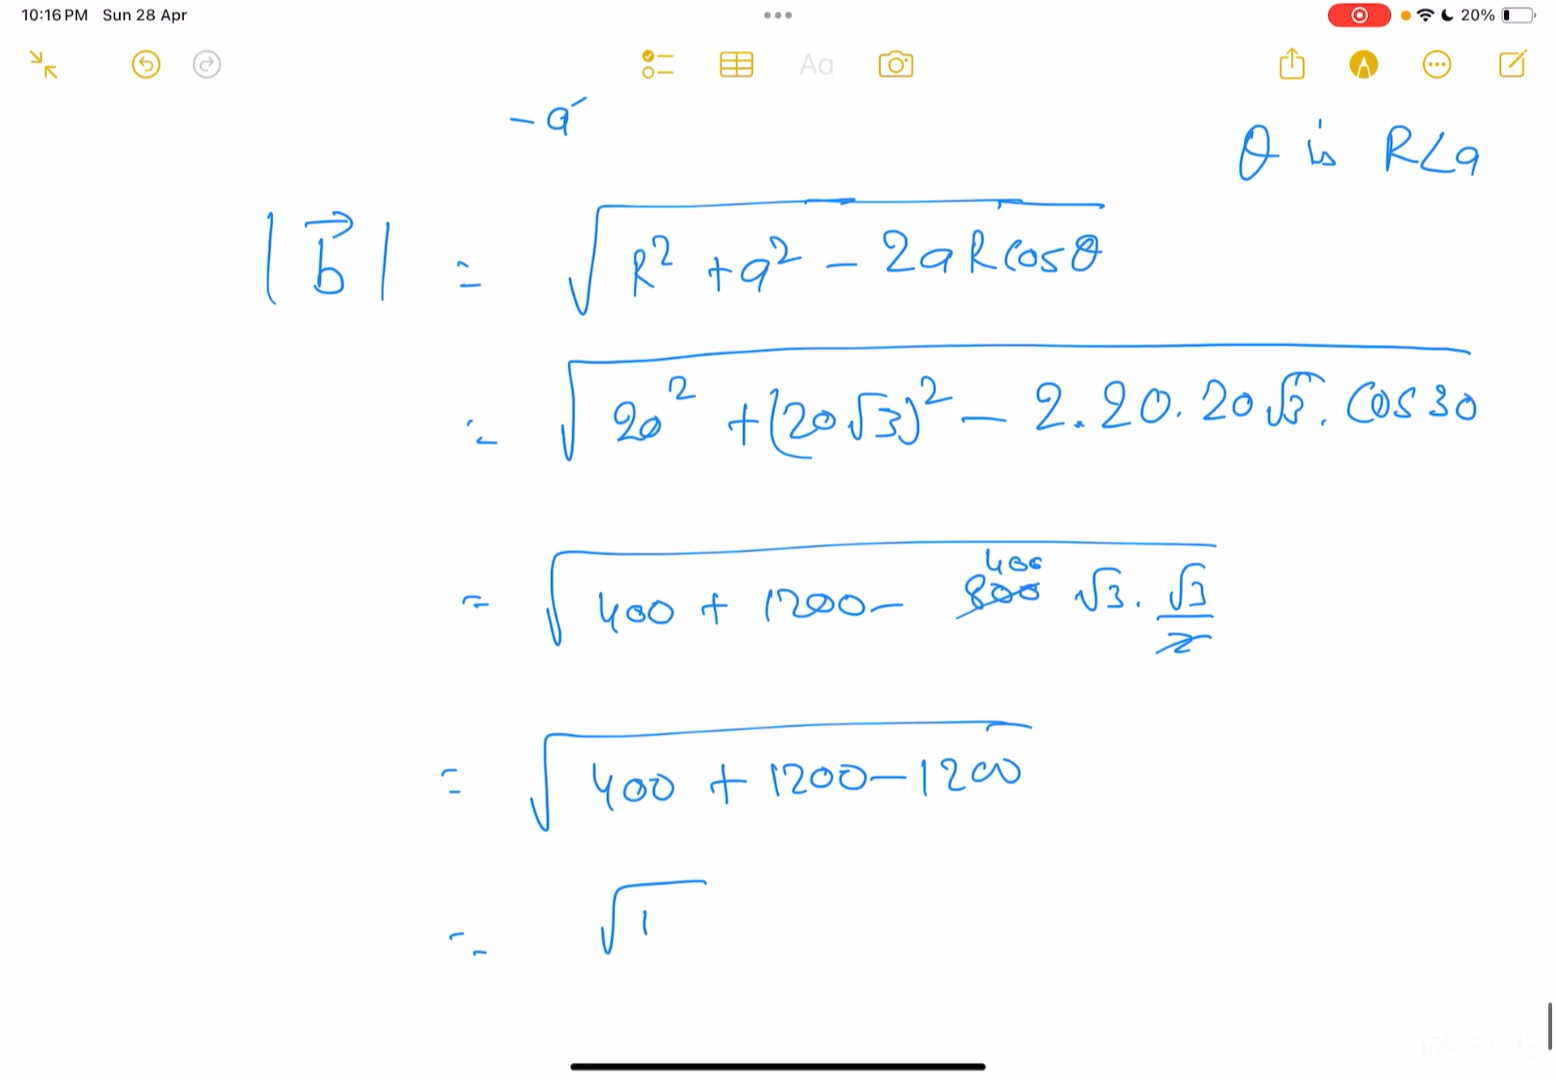 10:16 PM Sun 28 Apr
20%
Aa
- a
θ is R∠a
|b⃗| = √(R² + a² - 2aR cosθ)
= √(20² + (20√3)² - 2.20.20√3. Cos 30
= √(400 + 1200 - 800 400 √3 . √3/2)
= √(400 + 1200 - 1200)
= √1